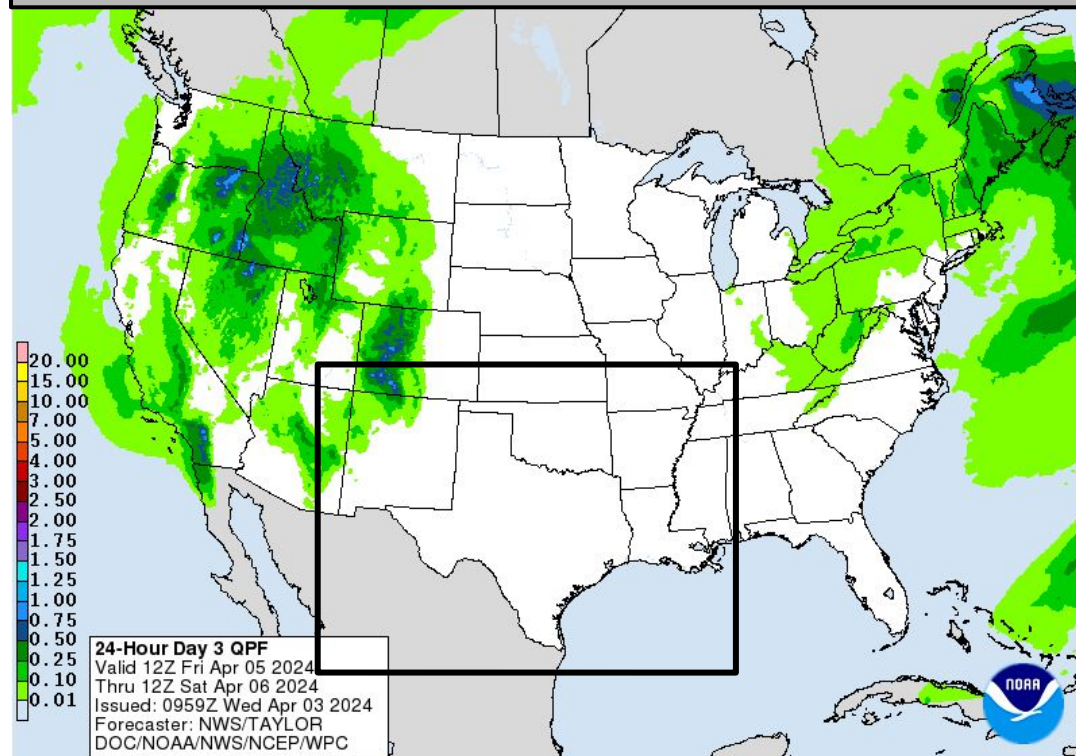 20.00
15.00
10.00
7.00
5.00
4.00
3.00
2.50
2.00
1.75
1.50
1.25
1.00
0.75
0.50
0.25
0.10
0.01
24-Hour Day 3 QPF
Valid 12Z Fri Apr 05 2024
Thru 12Z Sat Apr 06 2024
Issued: 0959Z Wed Apr 03 2024
Forecaster: NWS/TAYLOR
DOC/NOAA/NWS/NCEP/WPC
NOAA